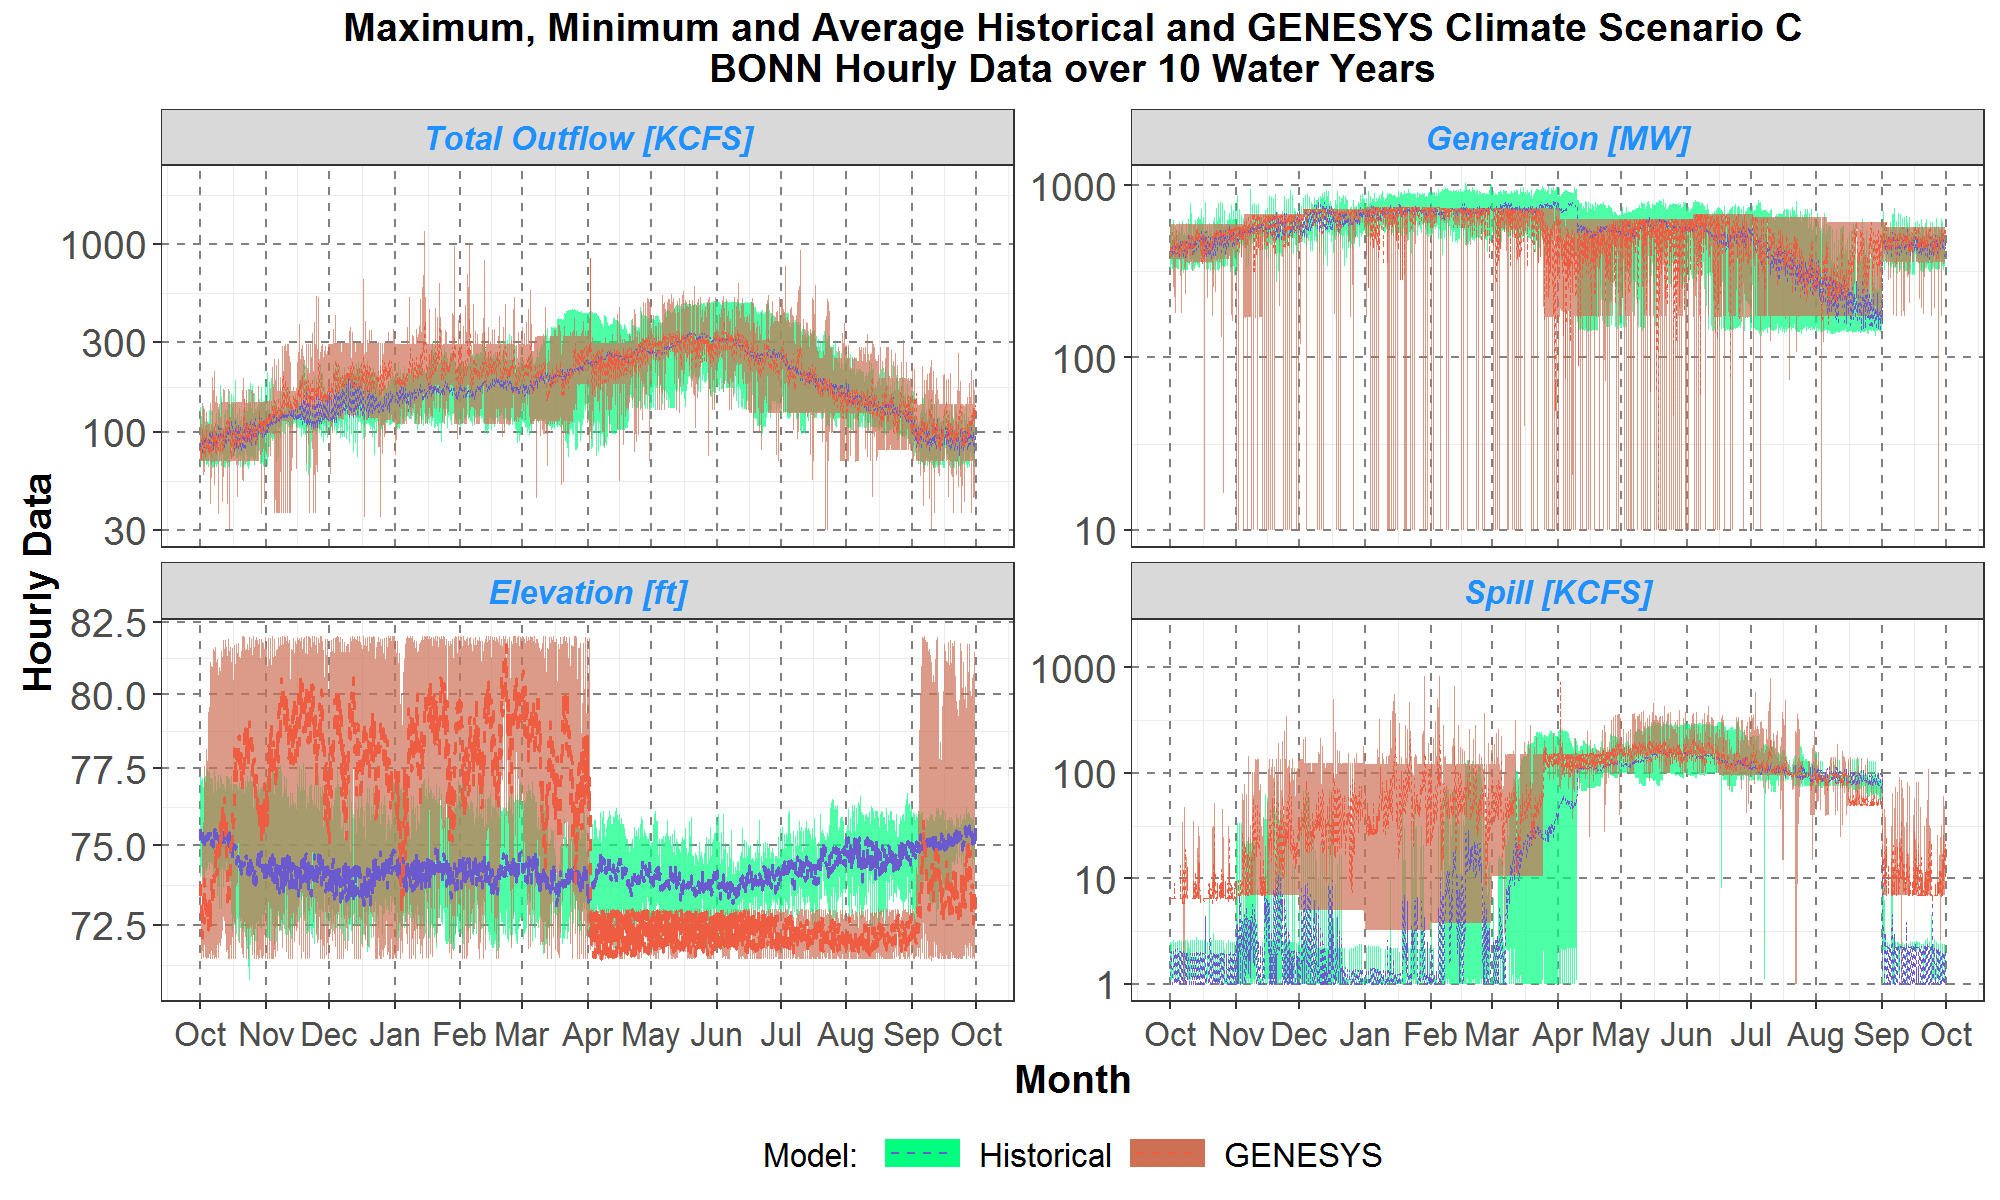 Maximum, Minimum and Average Historical and GENESYS Climate Scenario C
BONN Hourly Data over 10 Water Years
Total Outflow [KCFS]
Generation [MW]
1000
300
100
30
1000
100
10
Hourly Data
Elevation [ft]
Spill [KCFS]
82.5
80.0
77.5
75.0
72.5
1000
100
10
1
Oct Nov Dec Jan Feb Mar Apr May Jun Jul Aug Sep Oct
Oct Nov Dec Jan Feb Mar Apr May Jun Jul Aug Sep Oct
Month
Model: Historical GENESYS